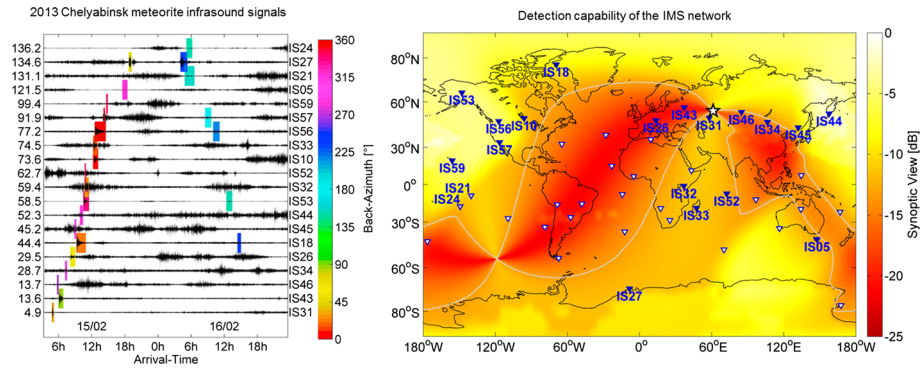 2013 Chelyabinsk meteorite infrasound signals
136.2 IS24
134.6 IS27
131.1 IS21
121.5 IS05
99.4 IS59
91.9 IS57
77.2 IS56
74.5 IS33
73.6 IS10
62.7 IS52
59.4 IS32
58.5 IS53
52.3 IS44
45.2 IS45
44.4 IS18
29.5 IS26
28.7 IS34
13.7 IS46
13.6 IS43
4.9 IS31
15/02 16/02
6h 12h 18h 0h 6h 12h 18h
Arrival-Time
360
315
270
225
180
135
90
45
0
Back-Azimuth [°]
Detection capability of the IMS network
80°N
60°N
30°N
0°
30°S
60°S
80°S
180°W 120°W 60°W 0° 60°E 120°E 180°E
IS18
IS53
IS56 IS10
IS57
IS59
IS21
IS24
IS43
IS26
IS31
IS46
IS34
IS45
IS44
IS32
IS33
IS52
IS05
IS27
0
-5
-10
-15
-20
-25
Synoptic View [dB]